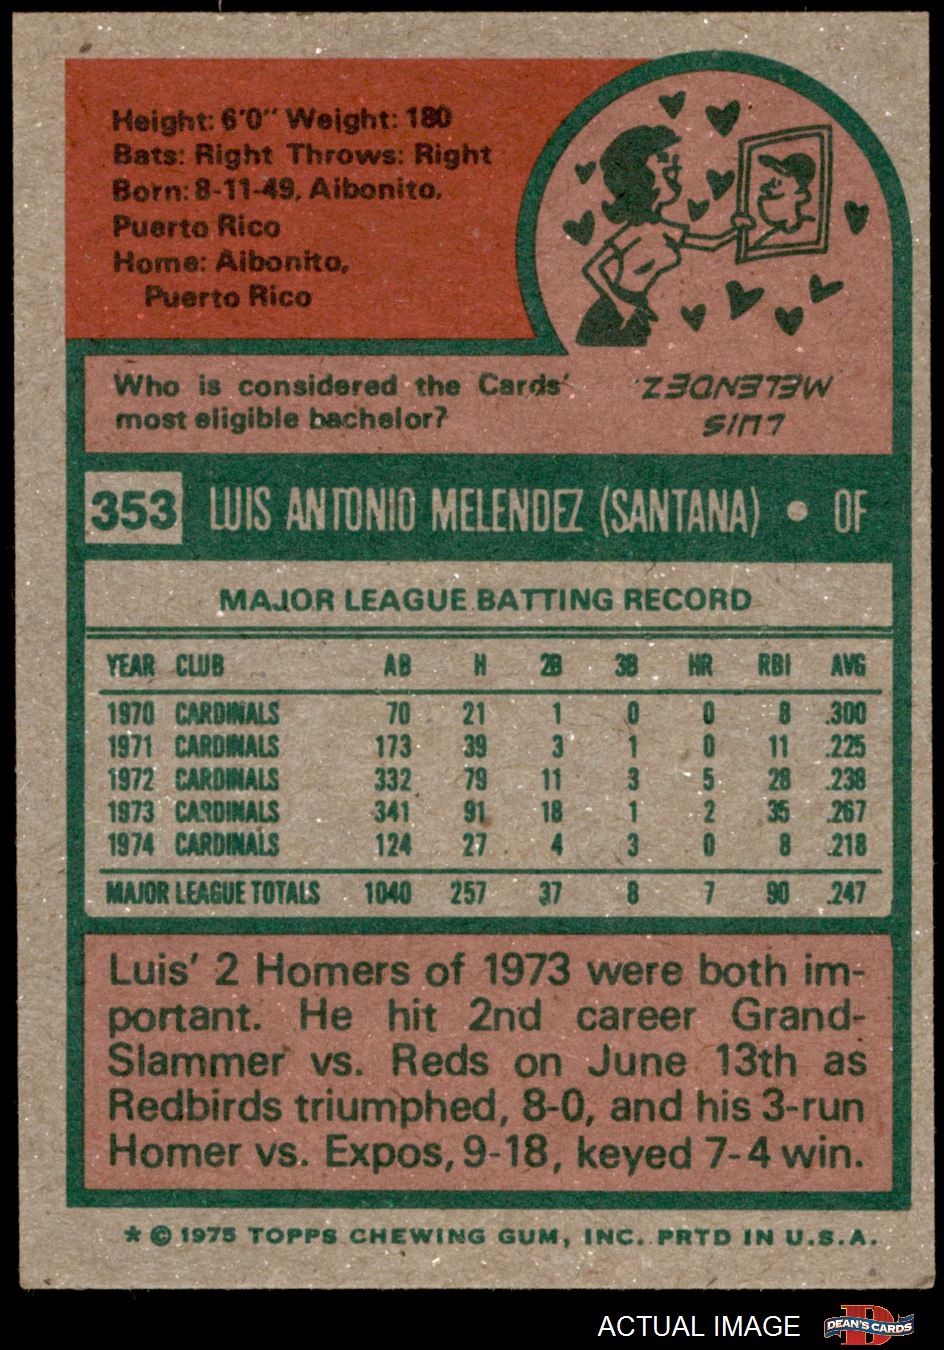 Height: 6'0" Weight: 180
Bats: Right Throws: Right
Born: 8-11-49, Aibonito,
Puerto Rico
Home: Aibonito,
Puerto Rico
Who is considered the Cards'
most eligible bachelor?
LUIS
MELENDEZ
353 LUIS ANTONIO MELENDEZ (SANTANA) • OF
MAJOR LEAGUE BATTING RECORD
YEAR CLUB AB H 2B 3B HR RBI AVG
1970 CARDINALS 70 21 1 0 0 8 .300
1971 CARDINALS 173 39 3 1 0 11 .225
1972 CARDINALS 332 79 11 3 5 28 .238
1973 CARDINALS 341 91 18 1 2 35 .267
1974 CARDINALS 124 27 4 3 0 8 .218
MAJOR LEAGUE TOTALS 1040 257 37 8 7 90 .247
Luis' 2 Homers of 1973 were both im-
portant. He hit 2nd career Grand-
Slammer vs. Reds on June 13th as
Redbirds triumphed, 8-0, and his 3-run
Homer vs. Expos, 9-18, keyed 7-4 win.
* © 1975 TOPPS CHEWING GUM, INC. PRTD IN U.S.A.
ACTUAL IMAGE DEAN'S CARDS